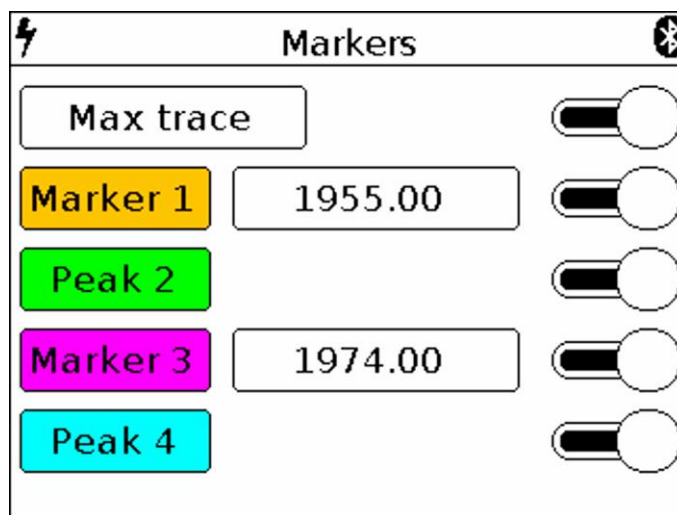 Markers
Max trace
Marker 1 1955.00
Peak 2
Marker 3 1974.00
Peak 4